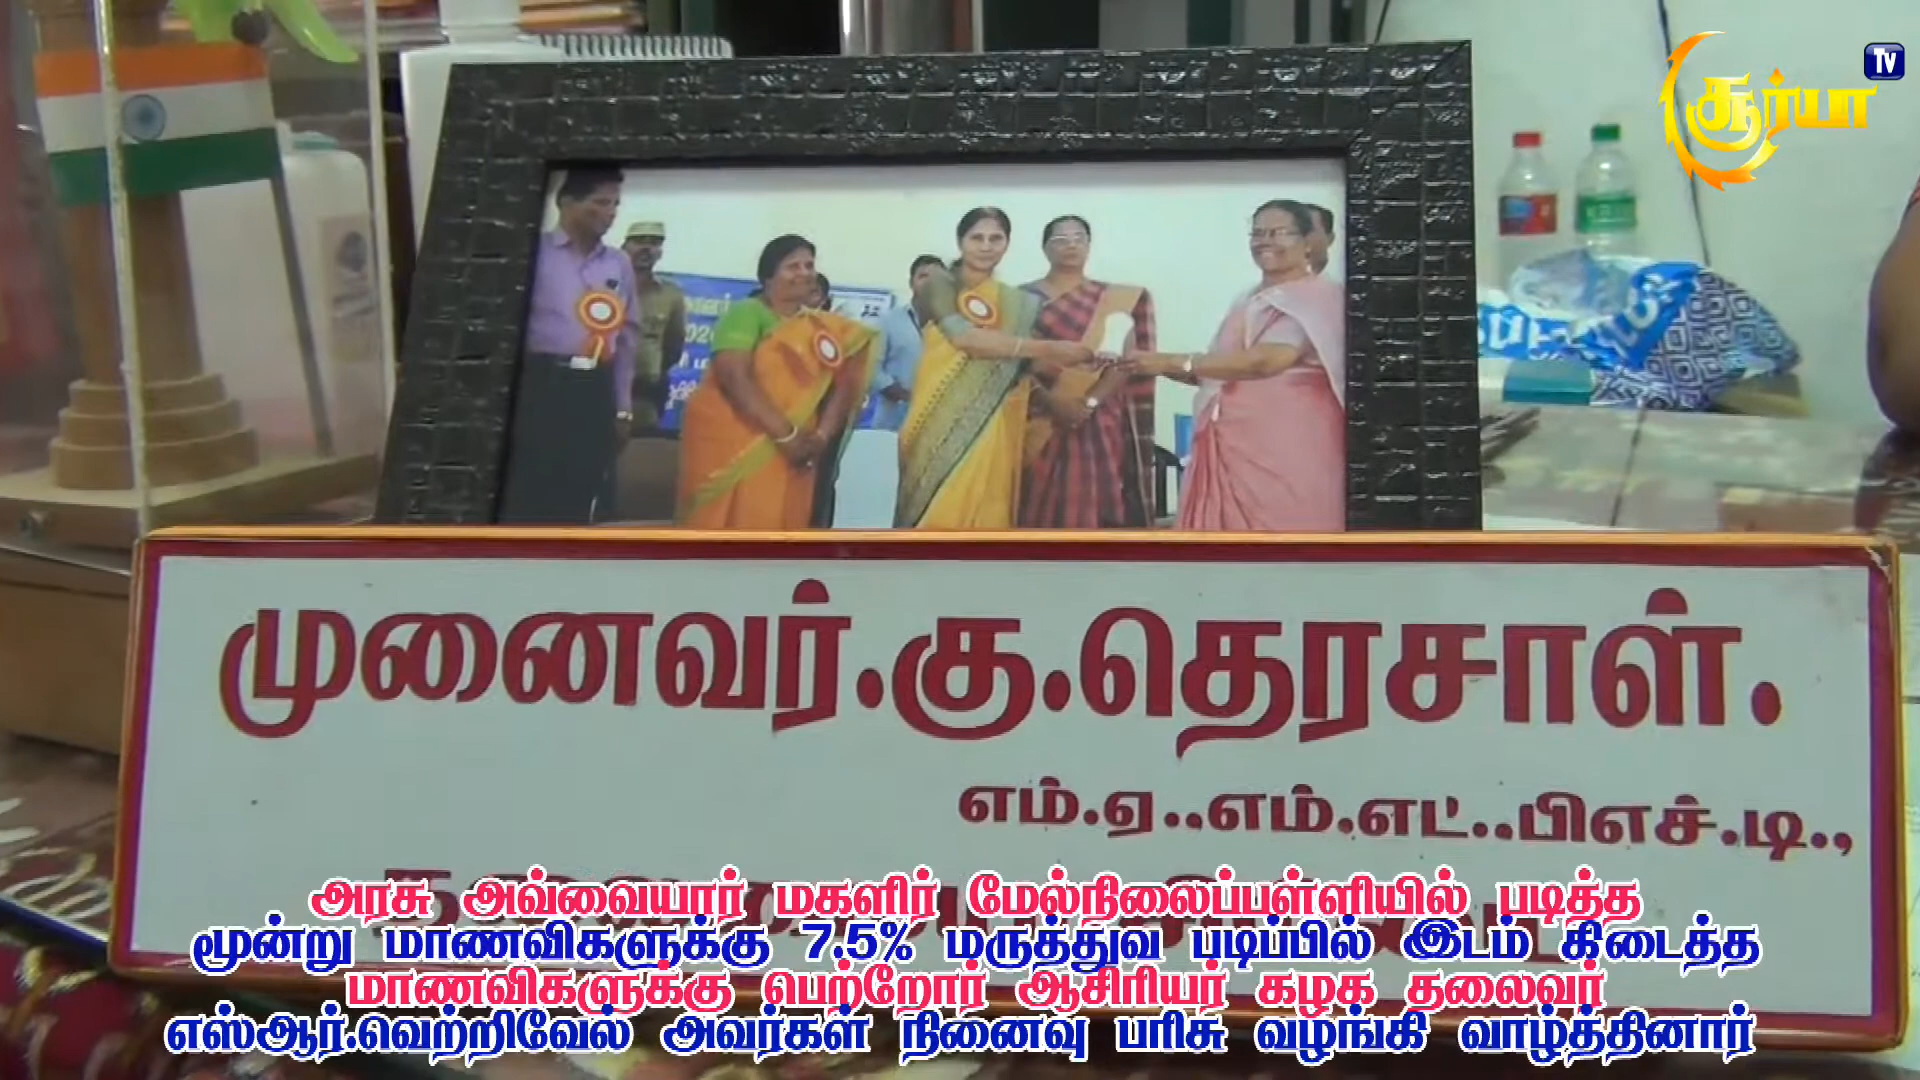 சூர்யா Tv
முனைவர்.கு.தெரசாள்.
எம்.ஏ..எம்.எட்..பிஎச்.டி.,
அரசு அவ்வையார் மகளிர் மேல்நிலைப்பள்ளியில் படித்த
மூன்று மாணவிகளுக்கு 7.5% மருத்துவ படிப்பில் இடம் கிடைத்த
மாணவிகளுக்கு பெற்றோர் ஆசிரியர் கழக தலைவர்
எஸ்ஆர்.வெற்றிவேல் அவர்கள் நினைவு பரிசு வழங்கி வாழ்த்தினார்